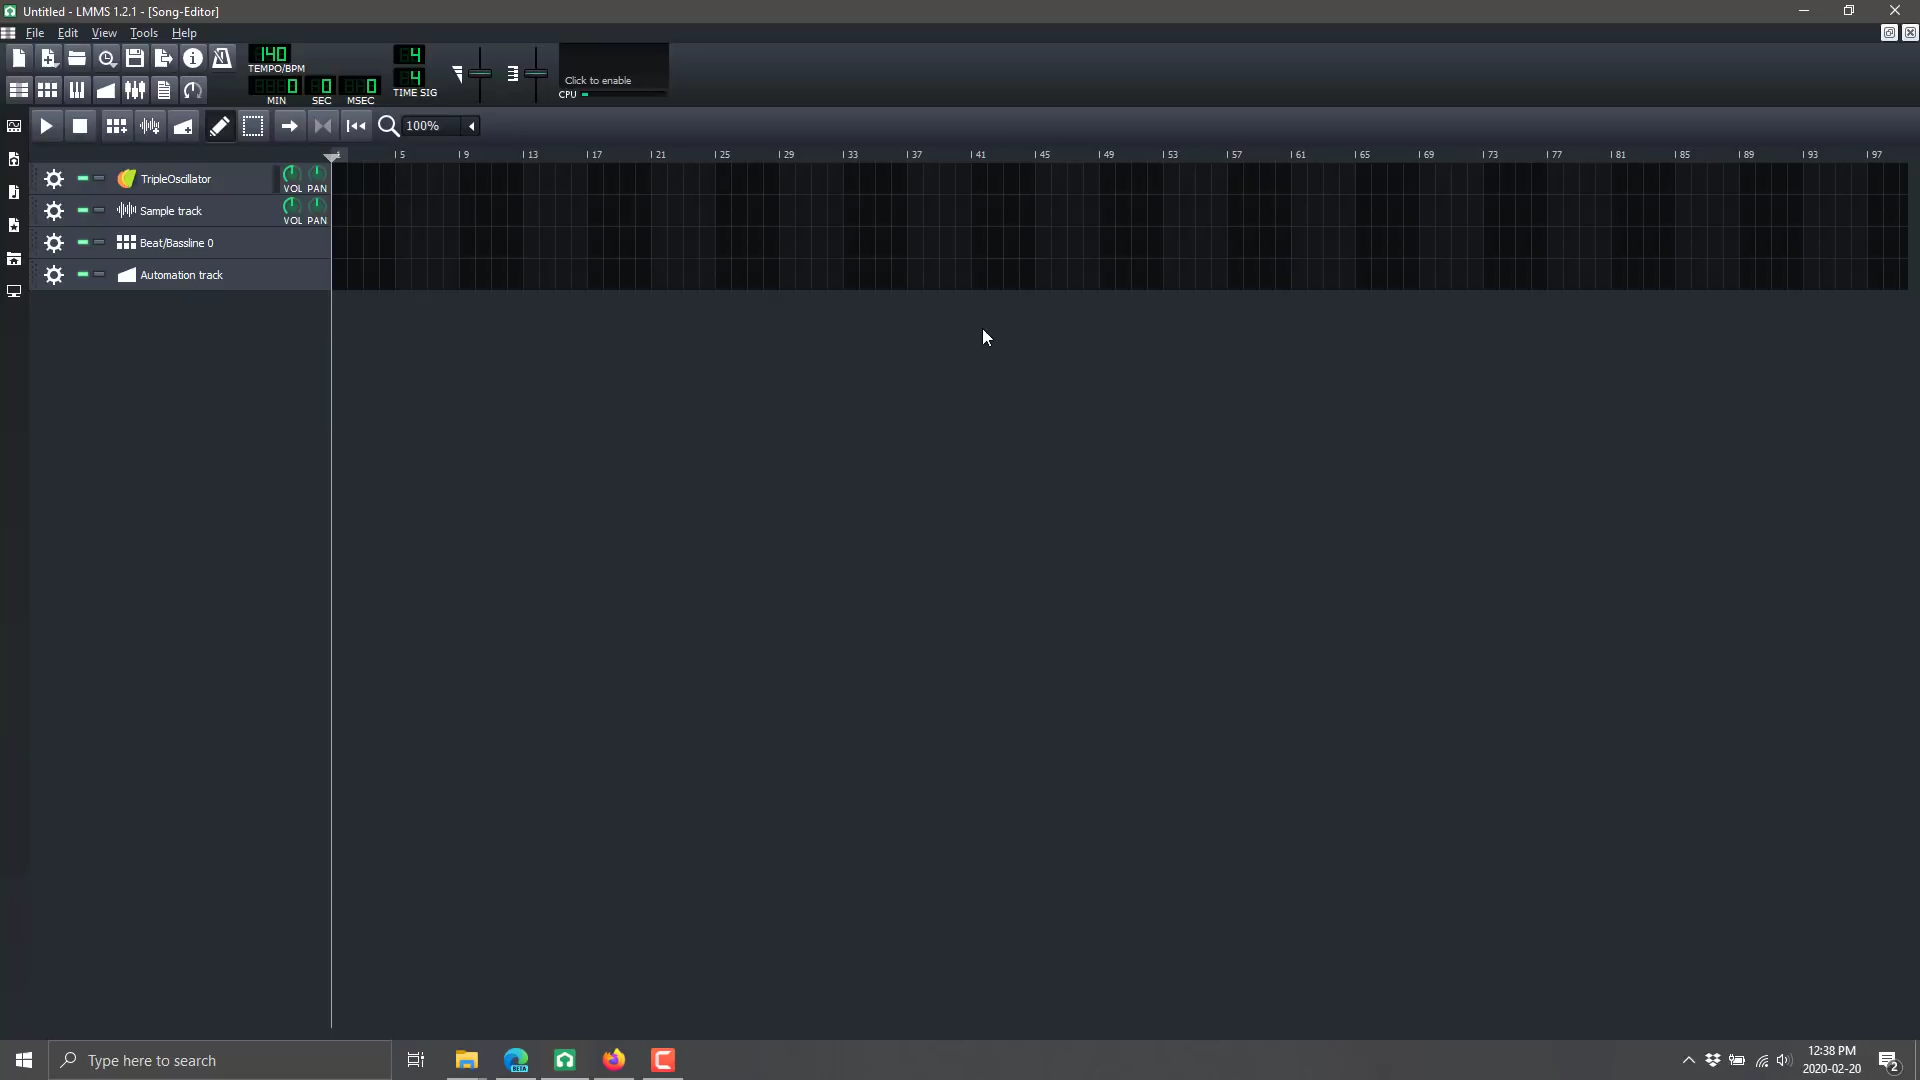 Untitled - LMMS 1.2.1 - [Song-Editor]
File Edit View Tools Help
140
TEMPO/BPM
4
4
TIME SIG
0 0 0
MIN SEC MSEC
Click to enable
CPU
100%
1 5 9 13 17 21 25 29 33 37 41 45 49 53 57 61 65 69 73 77 81 85 89 93 97
TripleOscillator
VOL PAN
Sample track
VOL PAN
Beat/Bassline 0
Automation track
Type here to search
BETA
12:38 PM
2020-02-20
2